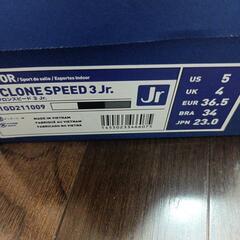 OR / Sport de salle / Esportes Indoor
CLONE SPEED 3 Jr.
クロンスピード 3 Jr.
Jr
US 5
UK 4
EUR 36.5
BRA 34
JPN 23.0
MADE IN VIETNAM
FABRIQUÉ AU VIETNAM
FABRICADO NO VIETNAM